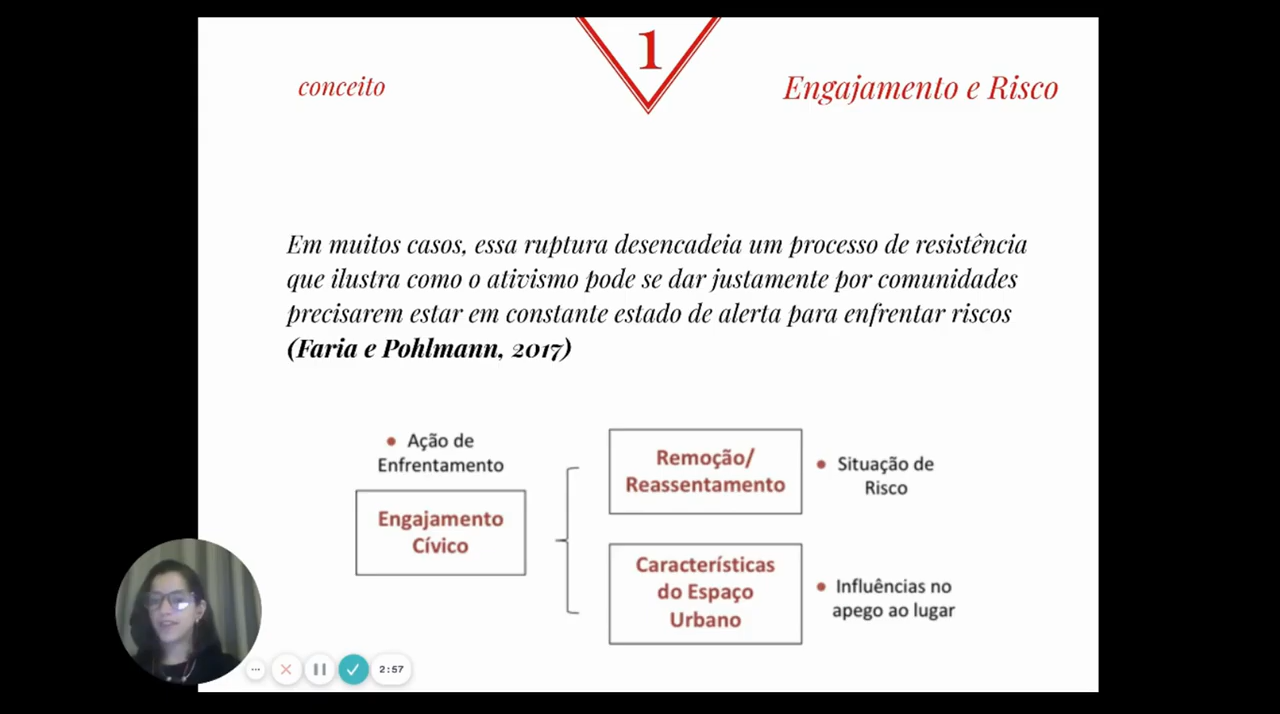 1
conceito
Engajamento e Risco
Em muitos casos, essa ruptura desencadeia um processo de resistência
que ilustra como o ativismo pode se dar justamente por comunidades
precisarem estar em constante estado de alerta para enfrentar riscos
(Faria e Pohlmann, 2017)
• Ação de
Enfrentamento
Engajamento
Cívico
Remoção/
Reassentamento
• Situação de
Risco
Características
do Espaço
Urbano
• Influências no
apego ao lugar
2:57